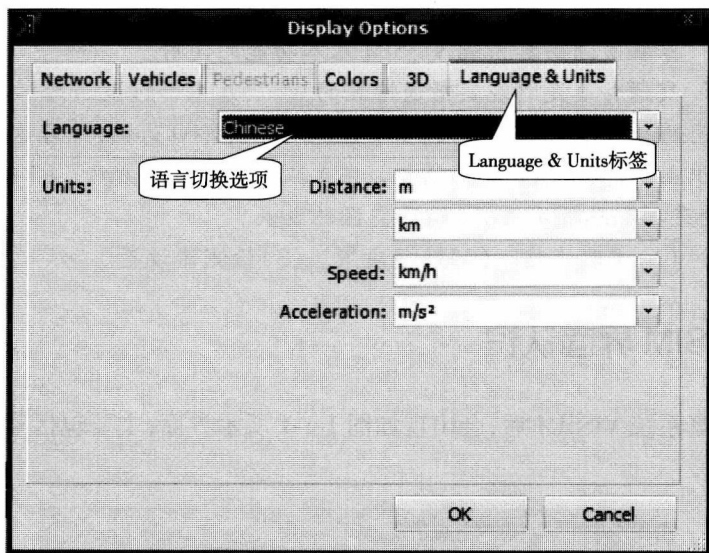 Display Options
Network Vehicles Pedestrians Colors 3D Language & Units
Language: Chinese
Language & Units标签
语言切换选项
Units: Distance: m
km
Speed: km/h
Acceleration: m/s²
OK Cancel